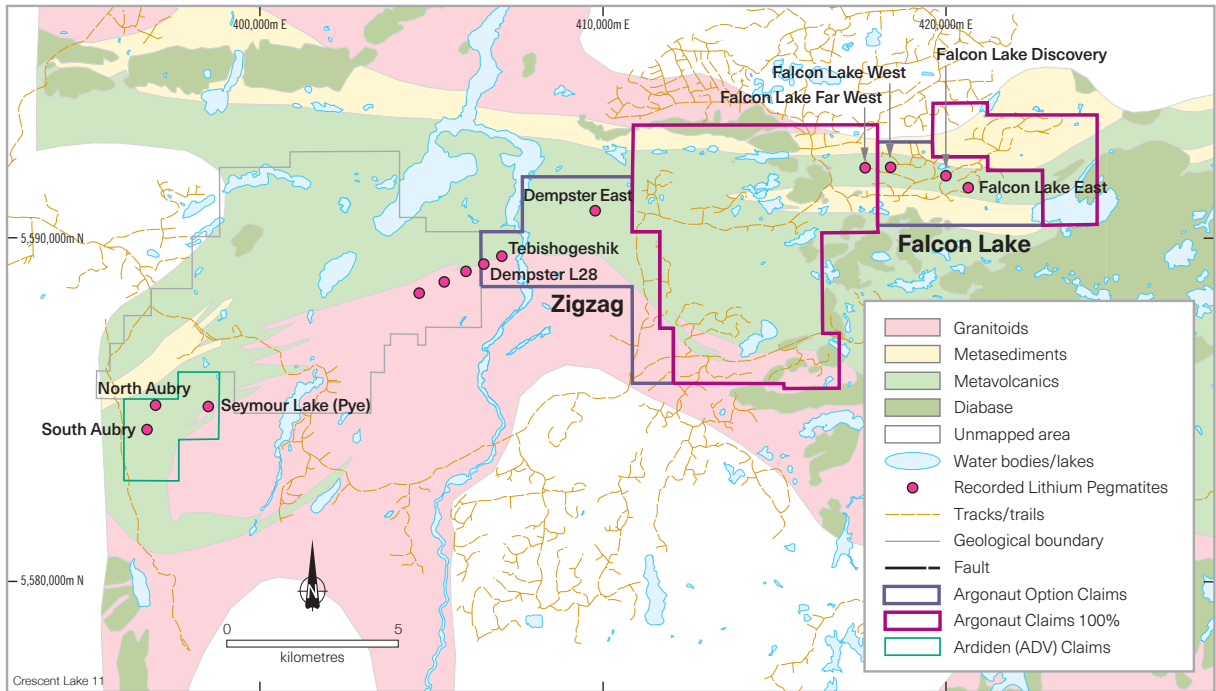 400,000m E
410,000m E
420,000m E
Falcon Lake Discovery
Falcon Lake West
Falcon Lake Far West
Falcon Lake East
Dempster East
5,590,000m N
Tebishogeshik
Falcon Lake
Dempster L28
Zigzag
North Aubry
Seymour Lake (Pye)
South Aubry
5,580,000m N
N
0 5
kilometres
Crescent Lake 11
Granitoids
Metasediments
Metavolcanics
Diabase
Unmapped area
Water bodies/lakes
Recorded Lithium Pegmatites
Tracks/trails
Geological boundary
Fault
Argonaut Option Claims
Argonaut Claims 100%
Ardiden (ADV) Claims